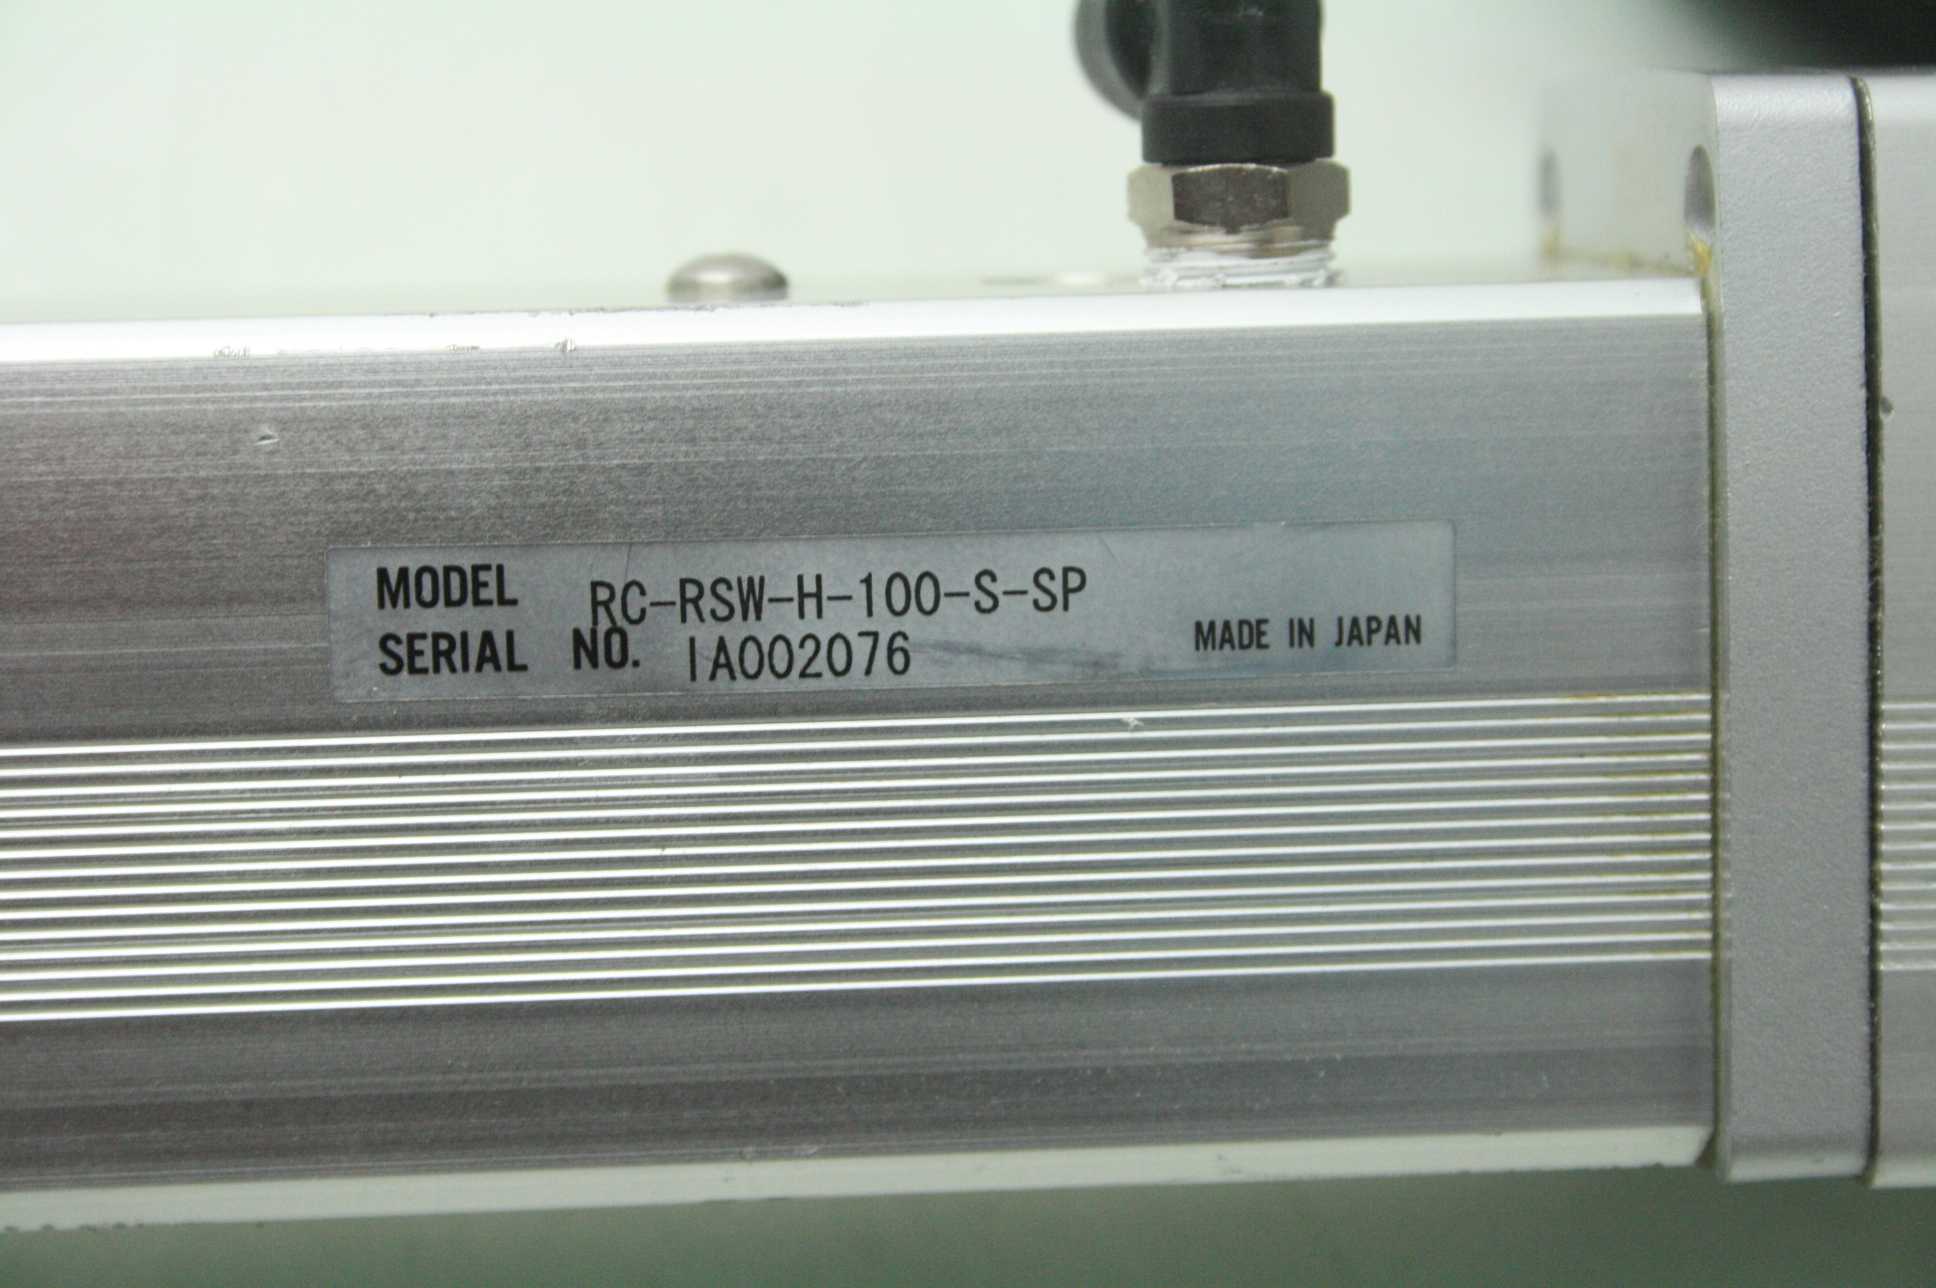 MODEL RC-RSW-H-100-S-SP
SERIAL NO. IA002076
MADE IN JAPAN